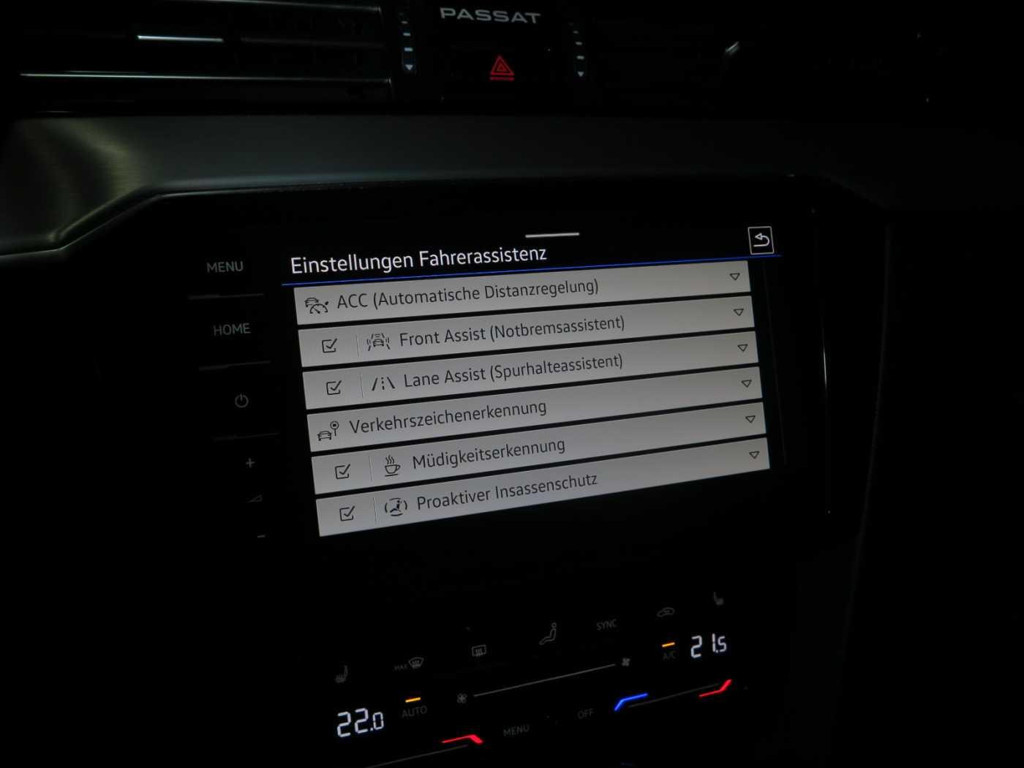 PASSAT
MENU
HOME
Einstellungen Fahrerassistenz
ACC (Automatische Distanzregelung)
Front Assist (Notbremsassistent)
Lane Assist (Spurhalteassistent)
Verkehrszeichenerkennung
Müdigkeitserkennung
Proaktiver Insassenschutz
MAX
SYNC
A/C
21.5
22.0
AUTO
MENU
OFF